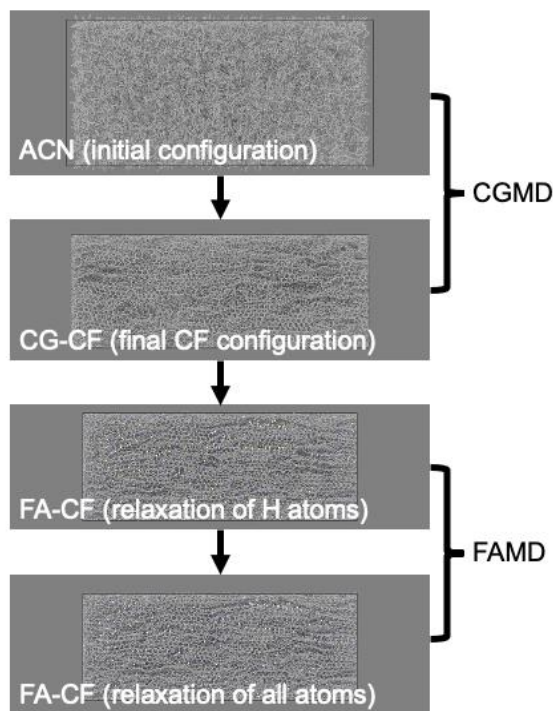 ACN (initial configuration)
CGMD
CG-CF (final CF configuration)
FA-CF (relaxation of H atoms)
FAMD
FA-CF (relaxation of all atoms)